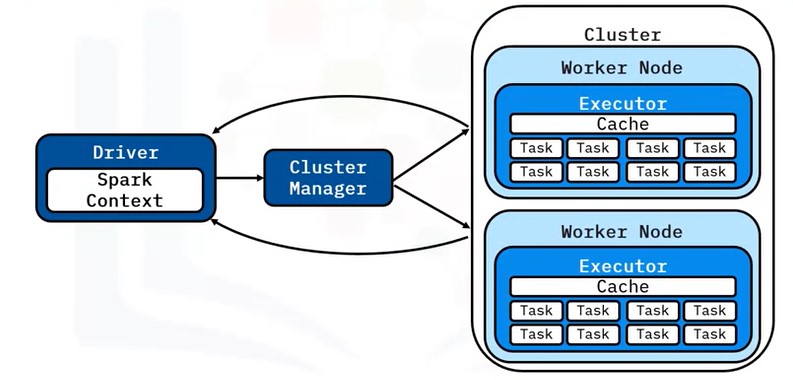 Cluster
Driver
Spark
Context
Cluster
Manager
Worker Node
Executor
Cache
Task Task Task Task
Task Task Task Task
Worker Node
Executor
Cache
Task Task Task Task
Task Task Task Task